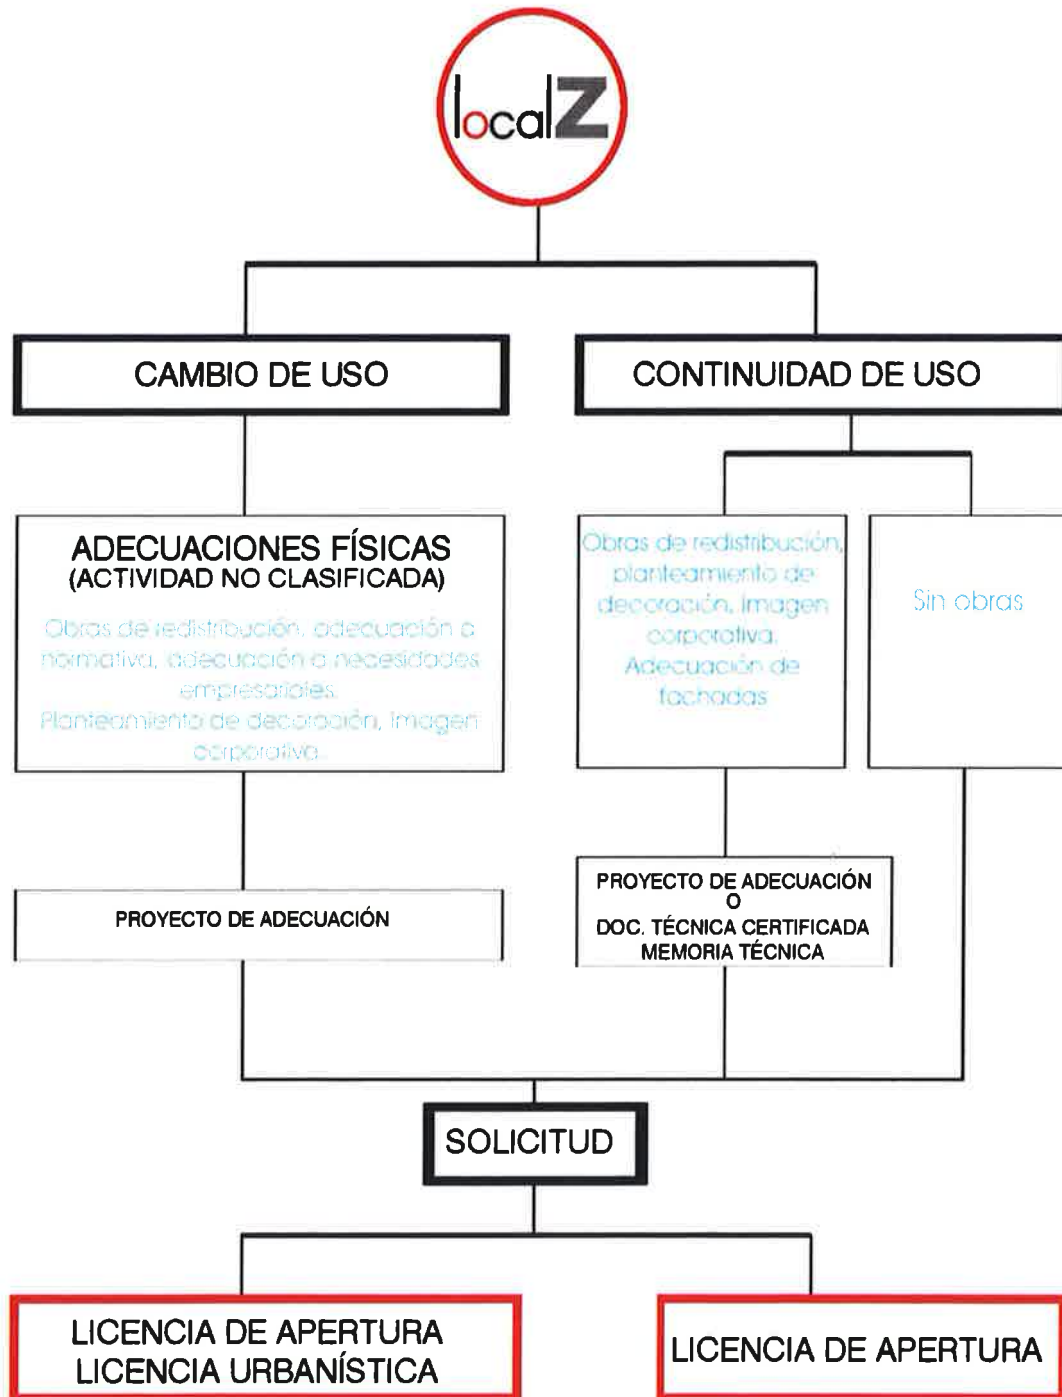 localZ
CAMBIO DE USO
CONTINUIDAD DE USO
ADECUACIONES FÍSICAS
(ACTIVIDAD NO CLASIFICADA)
Obras de redistribución, adecuación a
normativa, adecuación a necesidades
empresariales.
Planteamiento de decoración, imagen
corporativa.
Obras de redistribución,
planteamiento de
decoración, imagen
corporativa.
Adecuación de
fachadas
Sin obras
PROYECTO DE ADECUACIÓN
PROYECTO DE ADECUACIÓN
O
DOC. TÉCNICA CERTIFICADA
MEMORIA TÉCNICA
SOLICITUD
LICENCIA DE APERTURA
LICENCIA URBANÍSTICA
LICENCIA DE APERTURA